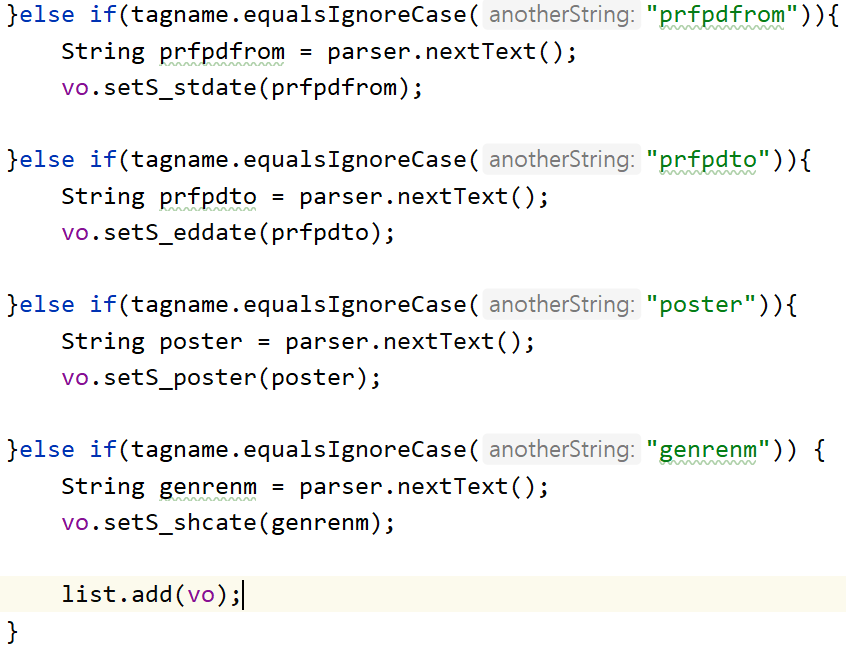 }else if(tagname.equalsIgnoreCase( anotherString: "prfpdfrom")){
    String prfpdfrom = parser.nextText();
    vo.setS_stdate(prfpdfrom);

}else if(tagname.equalsIgnoreCase( anotherString: "prfpdto")){
    String prfpdto = parser.nextText();
    vo.setS_eddate(prfpdto);

}else if(tagname.equalsIgnoreCase( anotherString: "poster")){
    String poster = parser.nextText();
    vo.setS_poster(poster);

}else if(tagname.equalsIgnoreCase( anotherString: "genrenm")) {
    String genrenm = parser.nextText();
    vo.setS_shcate(genrenm);

    list.add(vo);
}